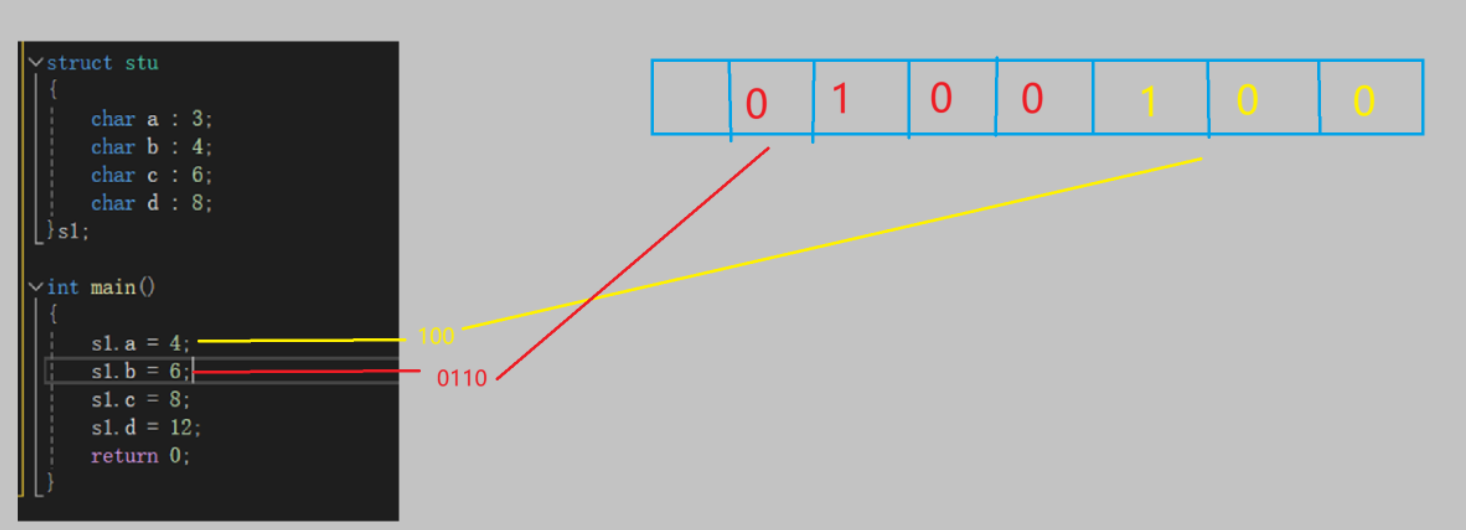 struct stu
{
char a : 3;
char b : 4;
char c : 6;
char d : 8;
}s1;
int main()
{
s1.a = 4;
s1.b = 6;
s1.c = 8;
s1.d = 12;
return 0;
}
100
0110
0 1 0 0 1 0 0